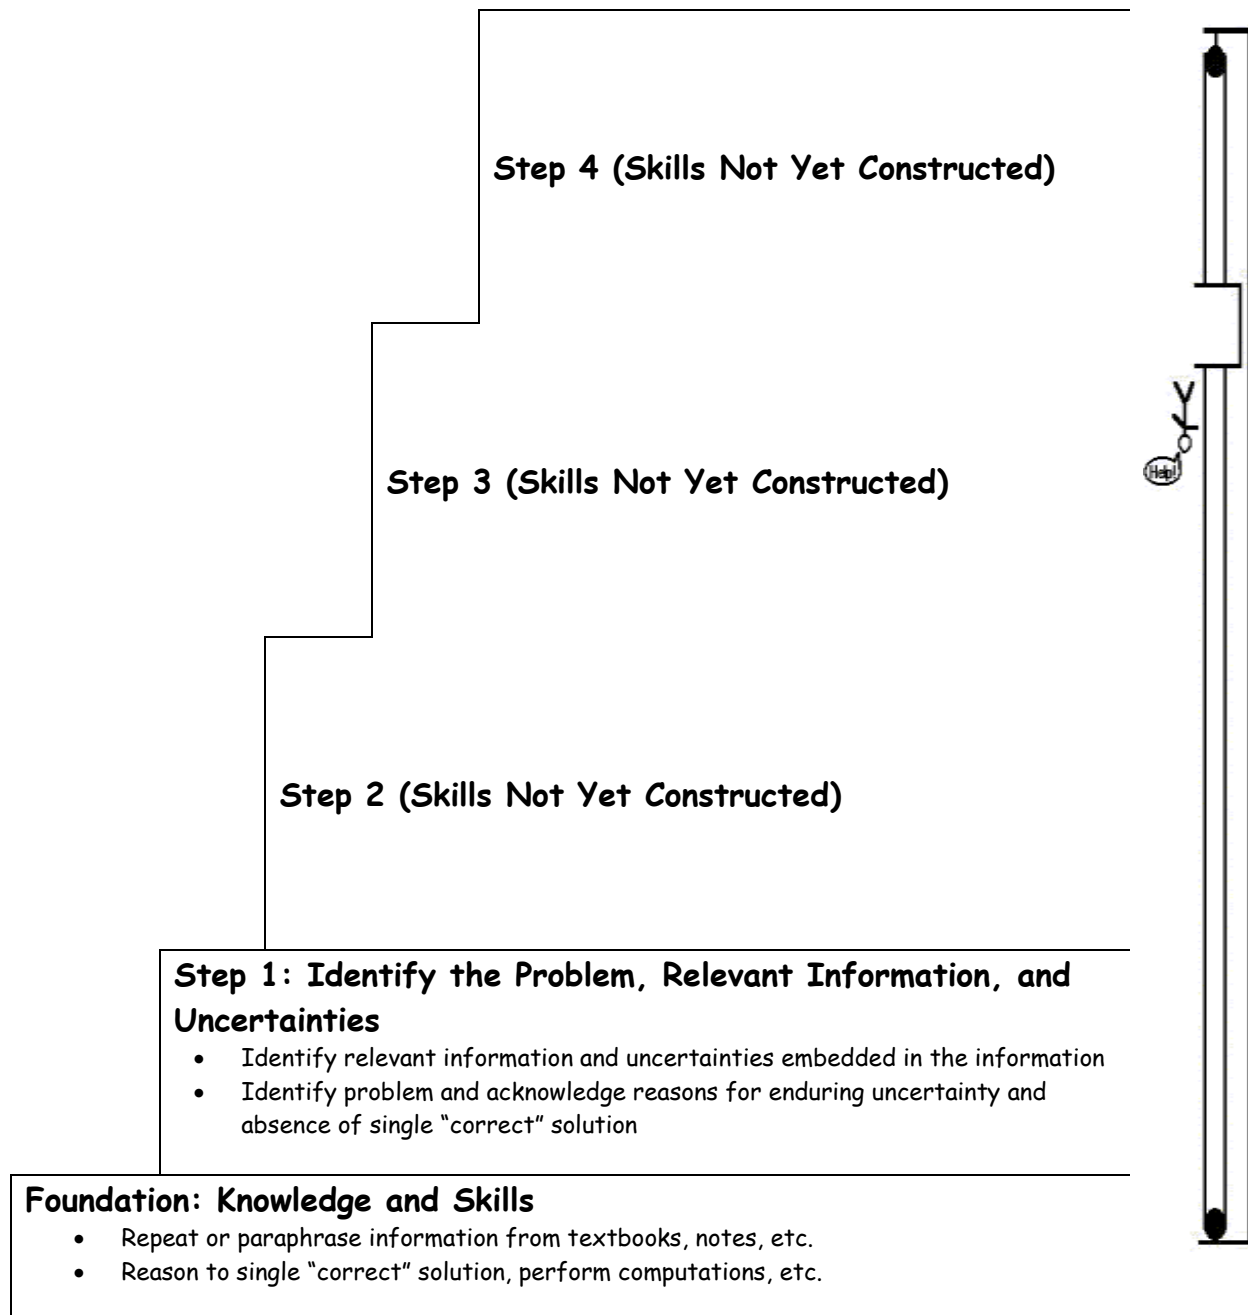 Step 4 (Skills Not Yet Constructed)
Step 3 (Skills Not Yet Constructed)
Help!
Step 2 (Skills Not Yet Constructed)
Step 1: Identify the Problem, Relevant Information, and
Uncertainties
• Identify relevant information and uncertainties embedded in the information
• Identify problem and acknowledge reasons for enduring uncertainty and
absence of single “correct” solution
Foundation: Knowledge and Skills
• Repeat or paraphrase information from textbooks, notes, etc.
• Reason to single “correct” solution, perform computations, etc.